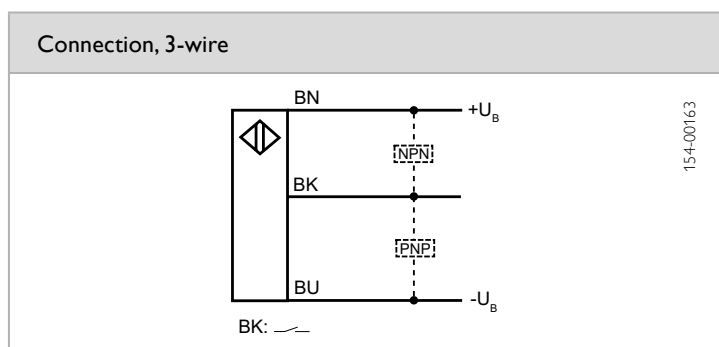 Connection, 3-wire
BN
+U_B
NPN
154-00163
BK
PNP
BU
-U_B
BK: